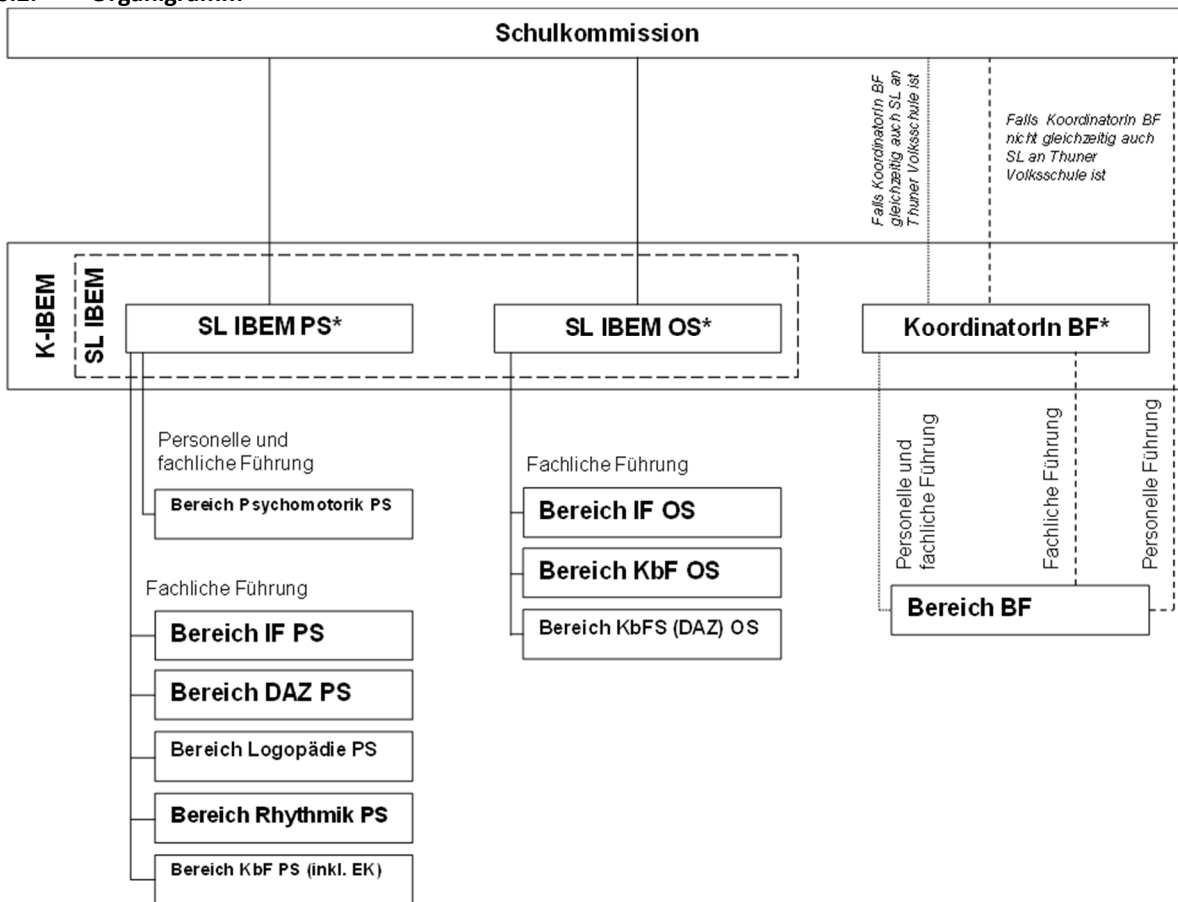 Organigramm
Schulkommission
Falls KoordinatorIn BF
gleichzeitig auch SL an
Thuner Volksschule ist
Falls KoordinatorIn BF
nicht gleichzeitig auch
SL an Thuner
Volksschule ist
K-IBEM
SL IBEM
SL IBEM PS*
SL IBEM OS*
KoordinatorIn BF*
Personelle und
fachliche Führung
Bereich Psychomotorik PS
Fachliche Führung
Bereich IF PS
Bereich DAZ PS
Bereich Logopädie PS
Bereich Rhythmik PS
Bereich KbF PS (inkl. EK)
Fachliche Führung
Bereich IF OS
Bereich KbF OS
Bereich KbFS (DAZ) OS
Personelle und
fachliche Führung
Fachliche Führung
Personelle Führung
Bereich BF